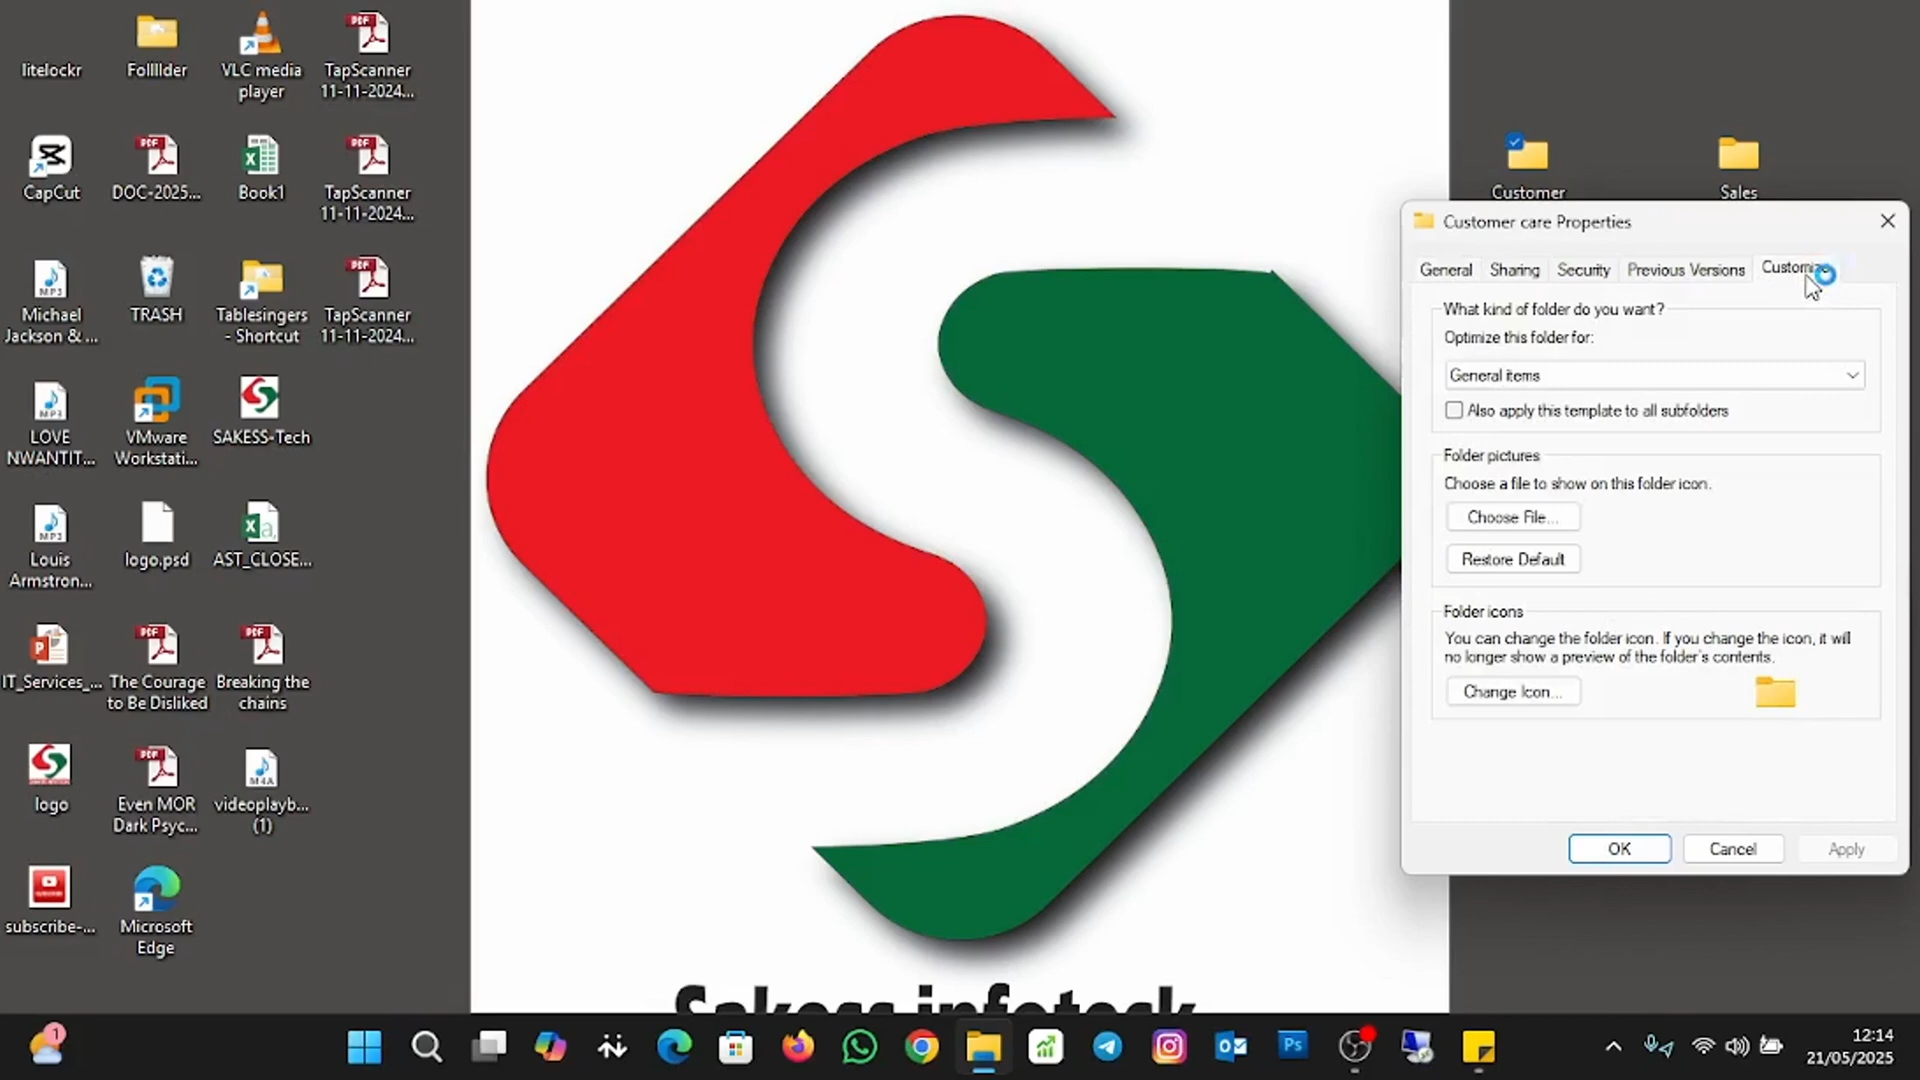 litelockr
Follllder
VLC media
player
TapScanner
11-11-2024...
CapCut
DOC-2025...
Book1
TapScanner
11-11-2024...
Michael
Jackson & ...
TRASH
Tablesingers
- Shortcut
TapScanner
11-11-2024...
LOVE
NWANTIT...
VMware
Workstati...
SAKESS-Tech
Louis
Armstron...
logo.psd
AST_CLOSE...
IT_Services_...
The Courage
to Be Disliked
Breaking the
chains
logo
Even MOR
Dark Psyc...
videoplayb...
(1)
subscribe-...
Microsoft
Edge
Sakess infotech
Customer
Sales
Customer care Properties
General
Sharing
Security
Previous Versions
Customize
What kind of folder do you want?
Optimize this folder for:
General items
Also apply this template to all subfolders
Folder pictures
Choose a file to show on this folder icon.
Choose File...
Restore Default
Folder icons
You can change the folder icon. If you change the icon, it will
no longer show a preview of the folder's contents.
Change Icon...
OK
Cancel
Apply
1
12:14
21/05/2025